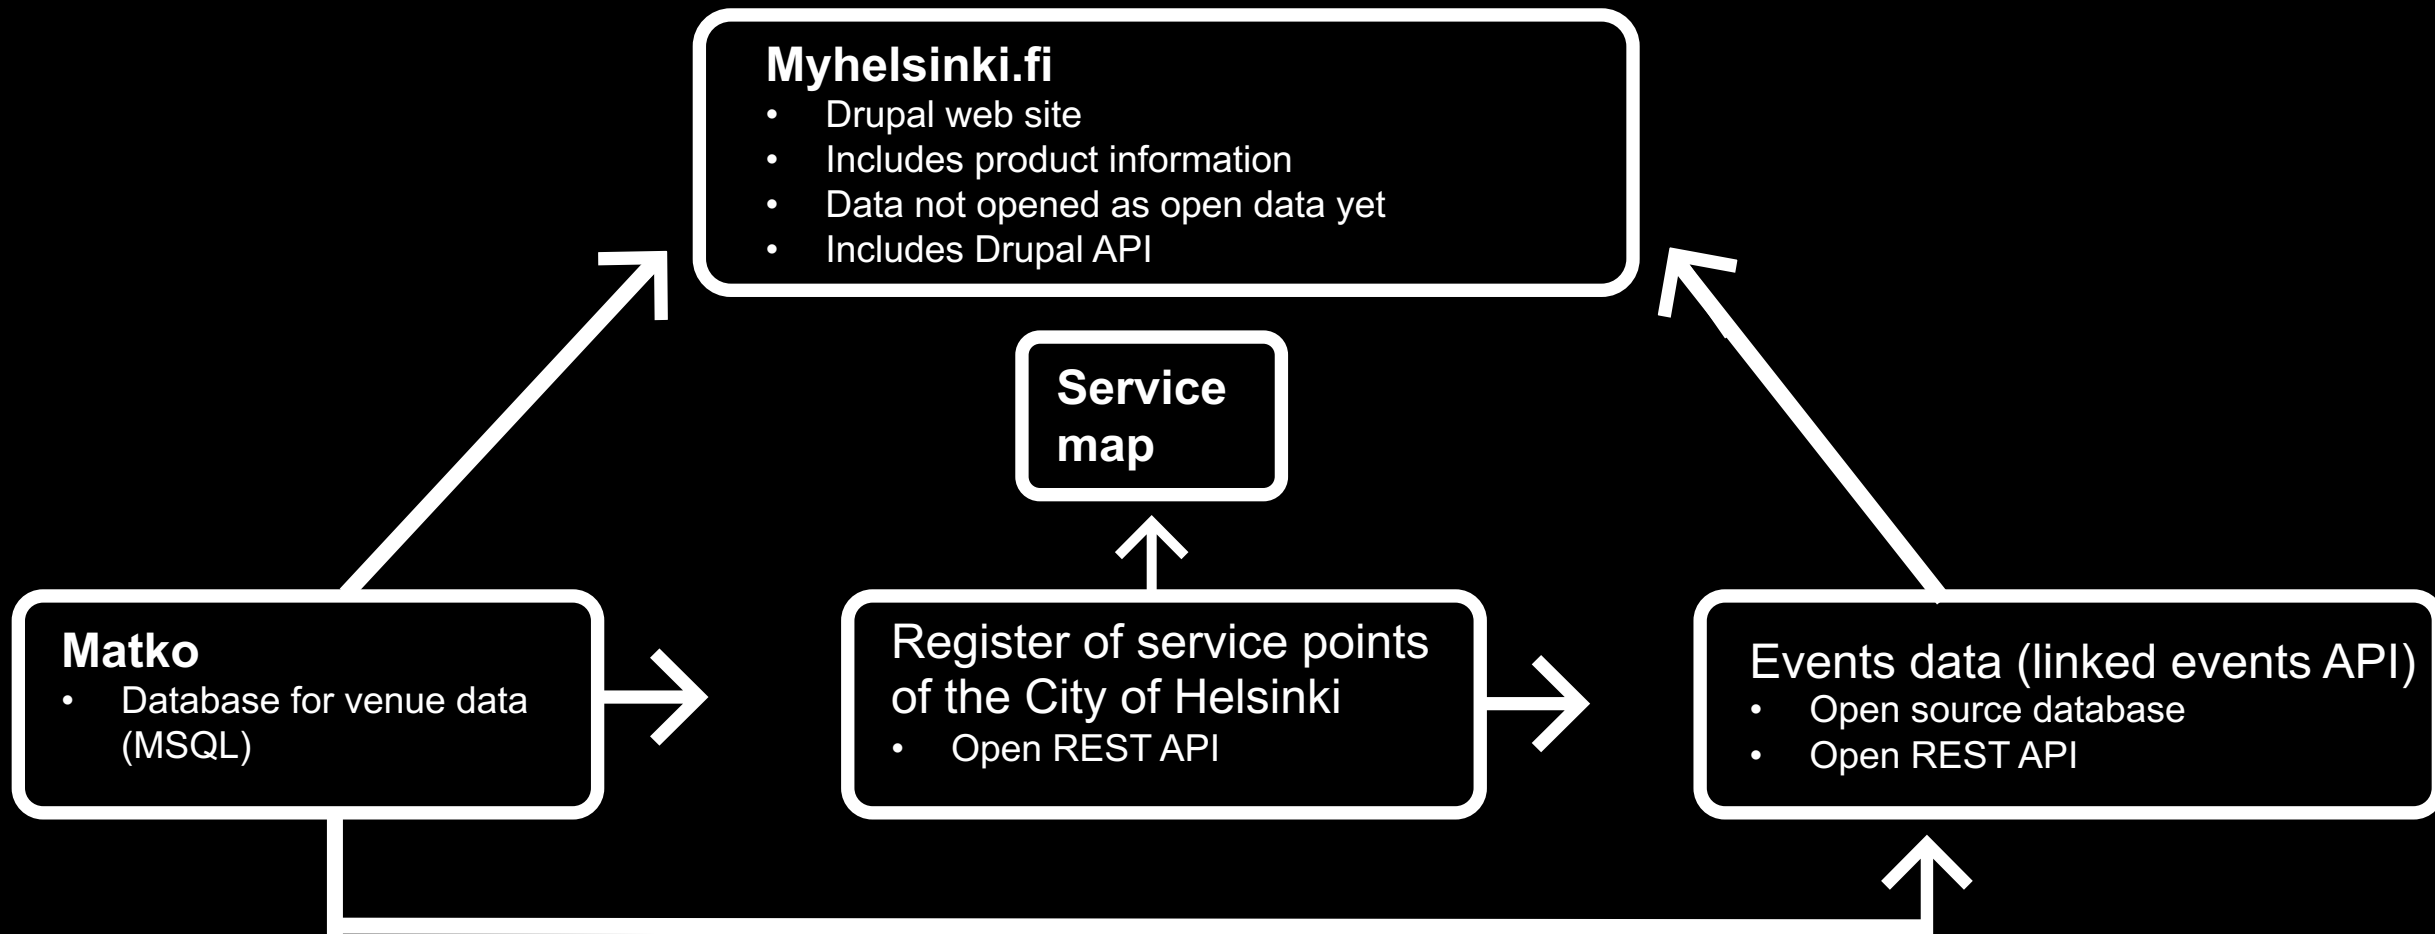 Myhelsinki.fi
• Drupal web site
• Includes product information
• Data not opened as open data yet
• Includes Drupal API
Service
map
Matko
• Database for venue data
(MSQL)
Register of service points
of the City of Helsinki
• Open REST API
Events data (linked events API)
• Open source database
• Open REST API